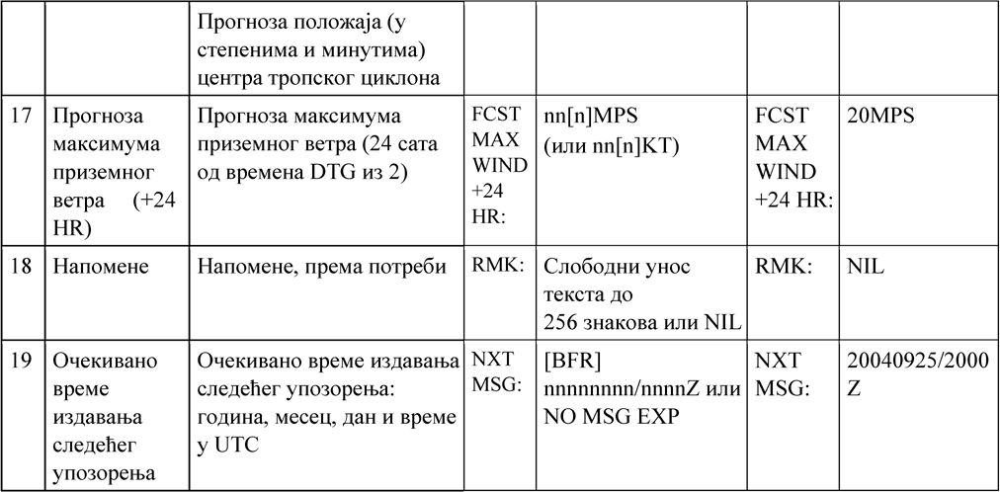 Прогноза положаја (у
степенима и минутима)
центра тропског циклона
17
Прогноза
максимума
приземног
ветра (+24
HR)
Прогноза максимума
приземног ветра (24 сата
од времена DTG из 2)
FCST
MAX
WIND
+24
HR:
nn[n]MPS
(или nn[n]KT)
FCST
MAX
WIND
+24 HR:
20MPS
18
Напомене
Напомене, према потреби
RMK:
Слободни унос
текста до
256 знакова или NIL
RMK:
NIL
19
Очекивано
време
издавања
следећег
упозорења
Очекивано време издавања
следећег упозорења:
година, месец, дан и време
у UTC
NXT
MSG:
[BFR]
nnnnnnnn/nnnnZ или
NO MSG EXP
NXT
MSG:
20040925/2000
Z